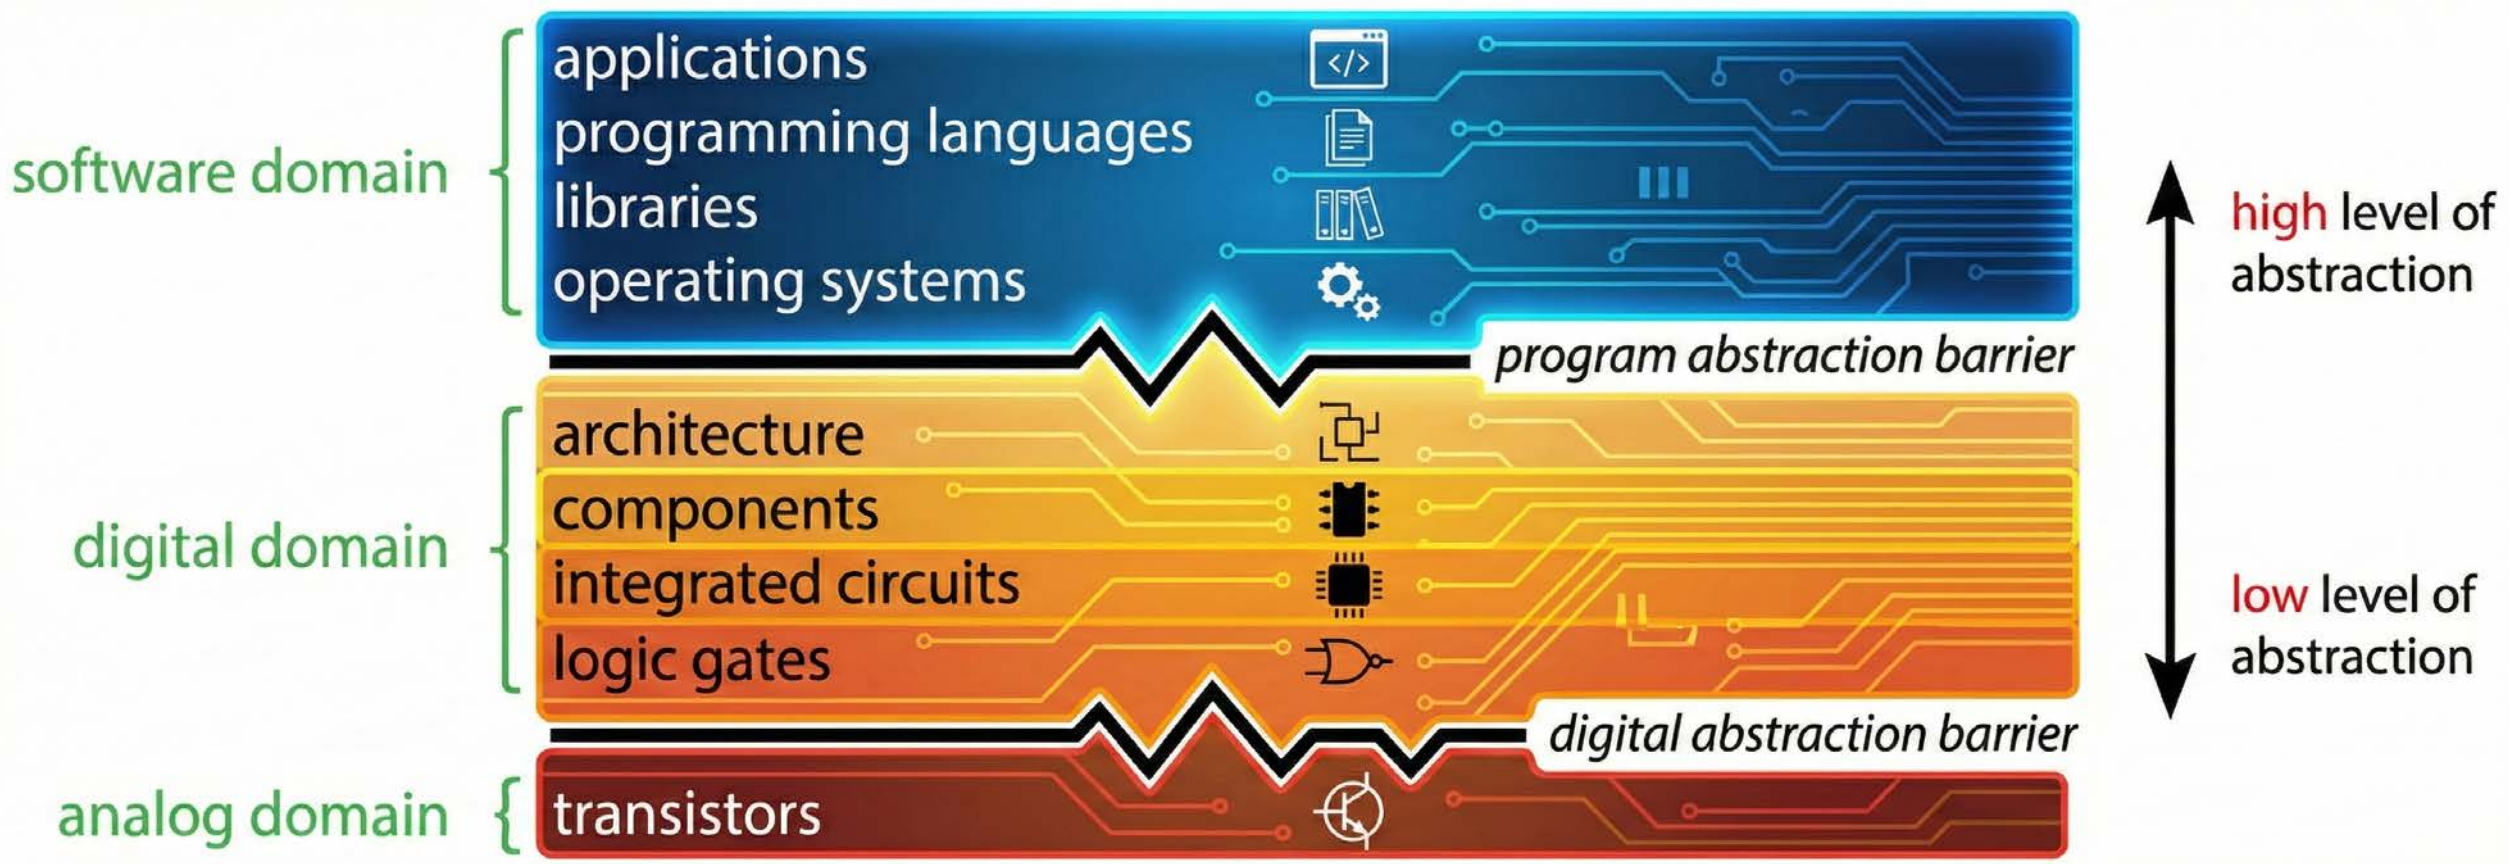 applications
</>
programming languages
software domain
libraries
operating systems
high level of
abstraction
program abstraction barrier
architecture
components
digital domain
integrated circuits
logic gates
low level of
abstraction
digital abstraction barrier
analog domain
transistors